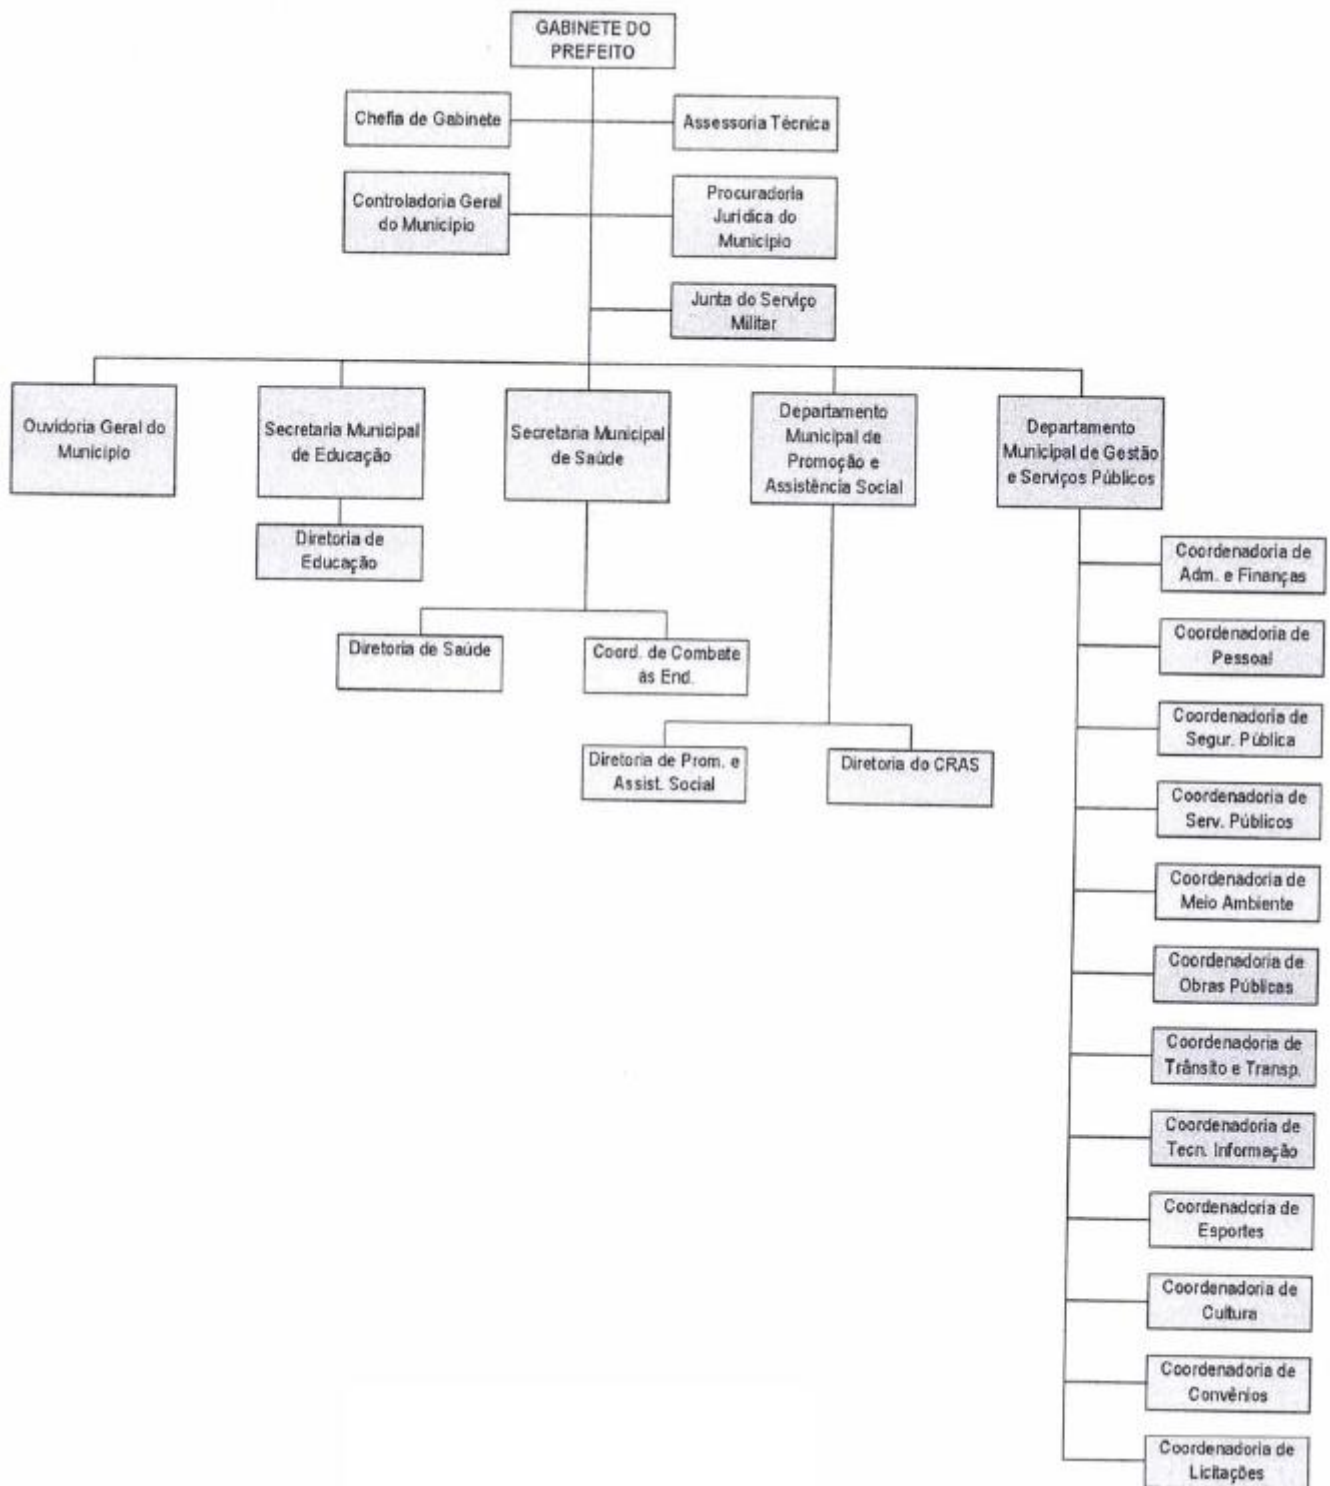 GABINETE DO
PREFEITO
Chefia de Gabinete
Assessoria Técnica
Controladoria Geral
do Município
Procuradoria
Jurídica do
Município
Junta do Serviço
Militar
Ouvidoria Geral do
Município
Secretaria Municipal
de Educação
Secretaria Municipal
de Saúde
Departamento
Municipal de
Promoção e
Assistência Social
Departamento
Municipal de Gestão
e Serviços Públicos
Diretoria de
Educação
Diretoria de Saúde
Coord. de Combate
às End.
Diretoria de Prom. e
Assist. Social
Diretoria do CRAS
Coordenadoria de
Adm. e Finanças
Coordenadoria de
Pessoal
Coordenadoria de
Segur. Pública
Coordenadoria de
Serv. Públicos
Coordenadoria de
Meio Ambiente
Coordenadoria de
Obras Públicas
Coordenadoria de
Trânsito e Transp.
Coordenadoria de
Tecn. Informação
Coordenadoria de
Esportes
Coordenadoria de
Cultura
Coordenadoria de
Convênios
Coordenadoria de
Licitações